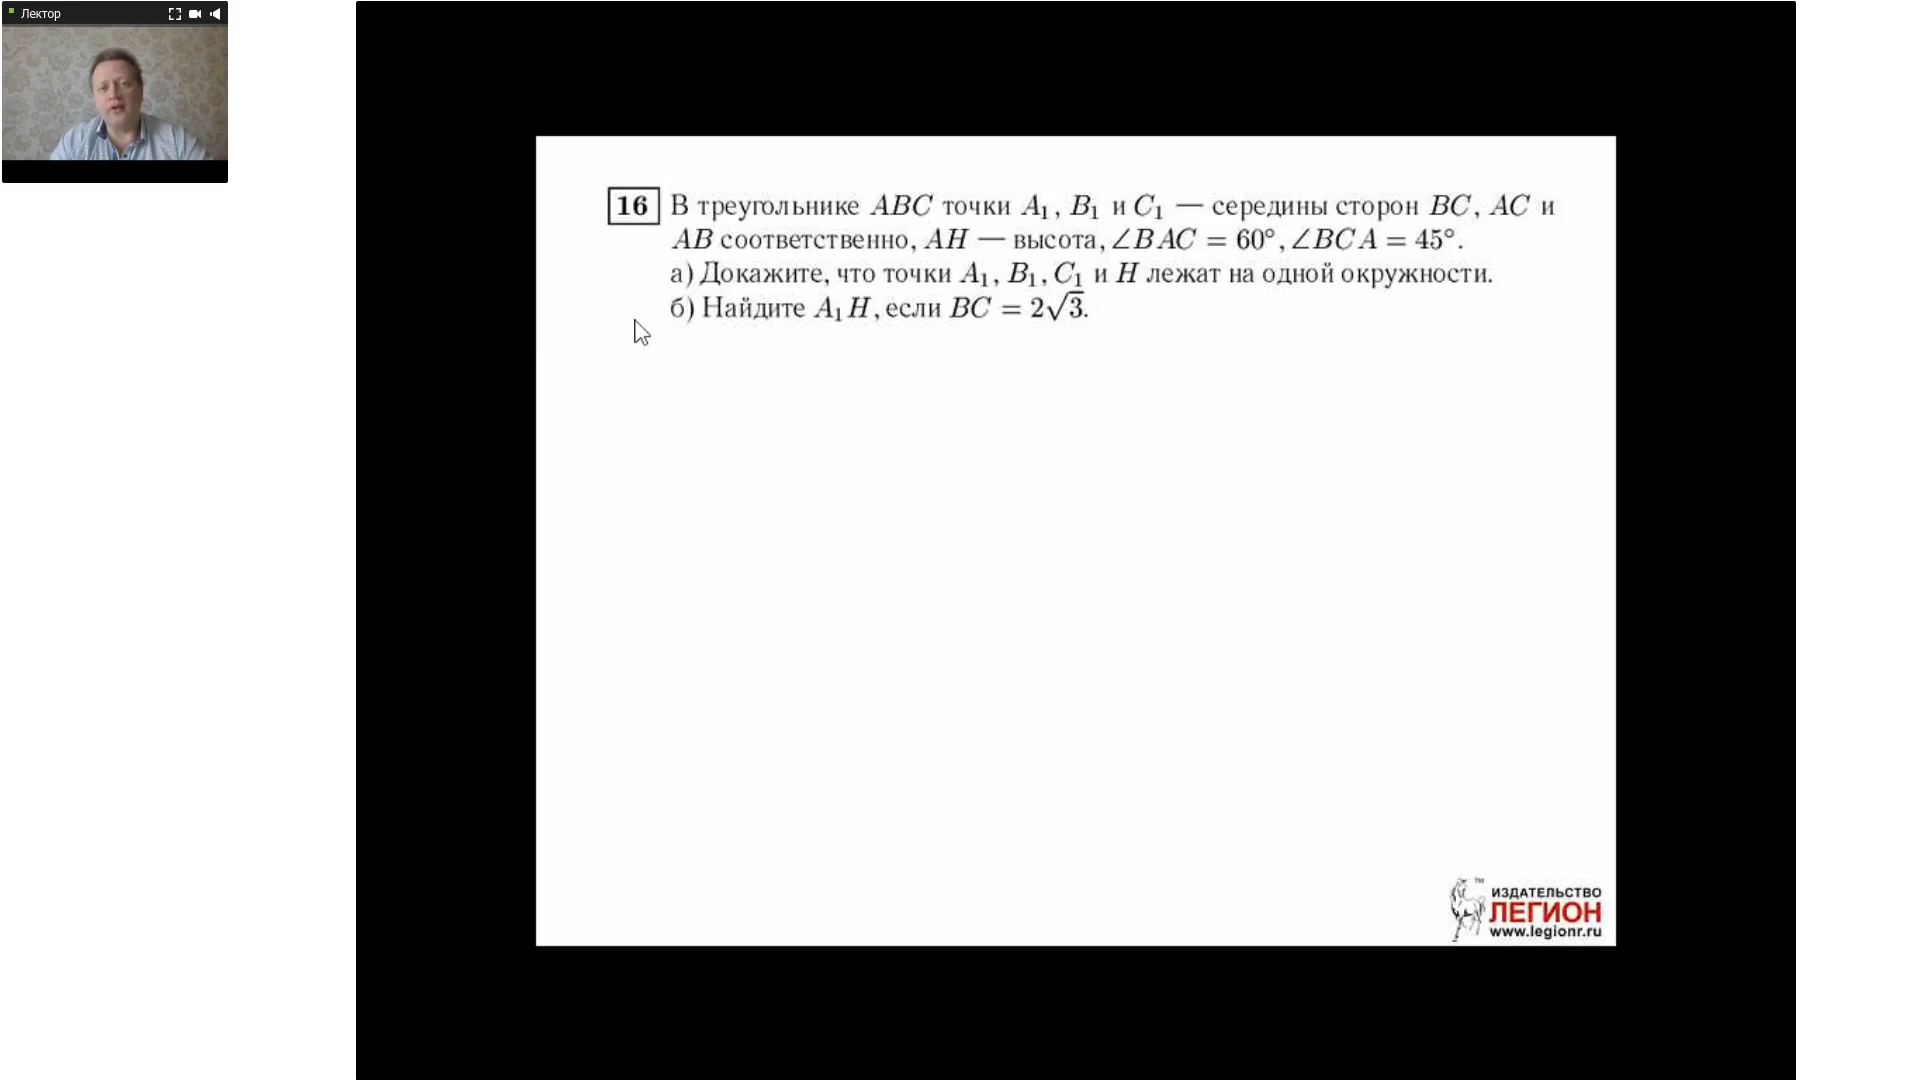 Лектор
16 В треугольнике ABC точки A₁, B₁ и C₁ — середины сторон BC, AC и
AB соответственно, AH — высота, ∠BAC = 60°, ∠BCA = 45°.
а) Докажите, что точки A₁, B₁, C₁ и H лежат на одной окружности.
б) Найдите A₁H, если BC = 2√3.
TM
ИЗДАТЕЛЬСТВО
ЛЕГИОН
www.legionr.ru